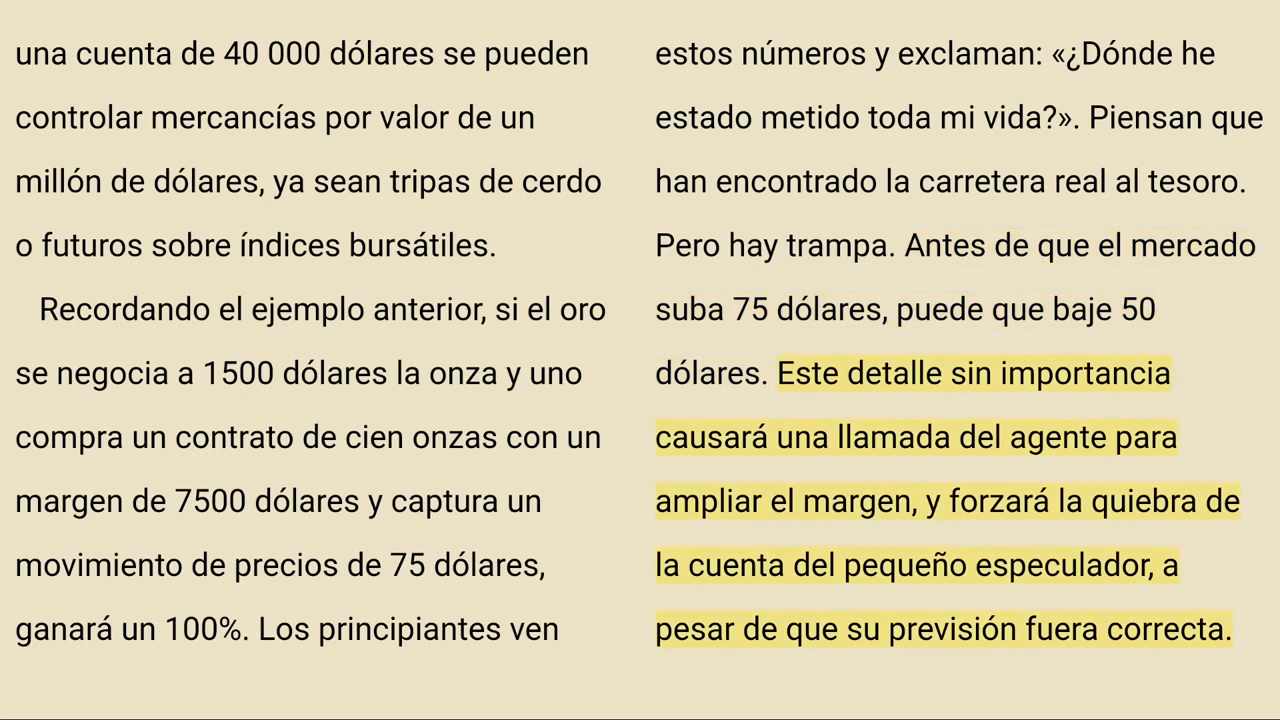 una cuenta de 40 000 dólares se pueden
controlar mercancías por valor de un
millón de dólares, ya sean tripas de cerdo
o futuros sobre índices bursátiles.
Recordando el ejemplo anterior, si el oro
se negocia a 1500 dólares la onza y uno
compra un contrato de cien onzas con un
margen de 7500 dólares y captura un
movimiento de precios de 75 dólares,
ganará un 100%. Los principiantes ven
estos números y exclaman: «¿Dónde he
estado metido toda mi vida?». Piensan que
han encontrado la carretera real al tesoro.
Pero hay trampa. Antes de que el mercado
suba 75 dólares, puede que baje 50
dólares. Este detalle sin importancia
causará una llamada del agente para
ampliar el margen, y forzará la quiebra de
la cuenta del pequeño especulador, a
pesar de que su previsión fuera correcta.